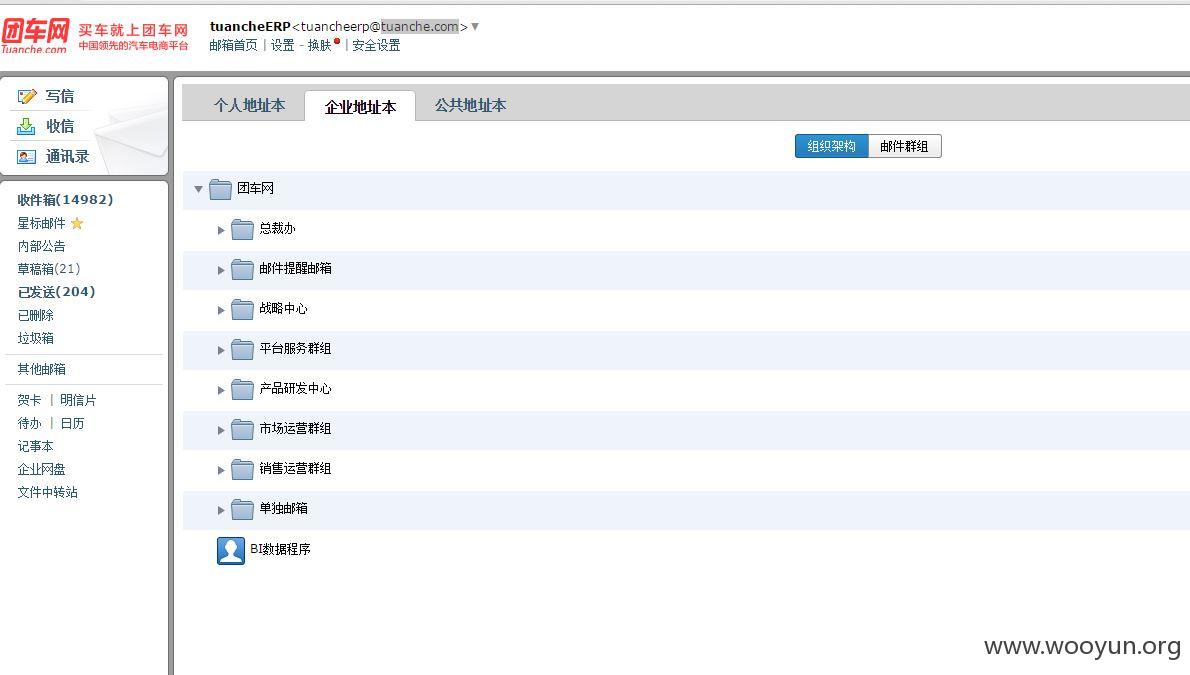 团车网 买车就上团车网
Tuanche.com 中国领先的汽车电商平台
tuancheERP<tuancheerp@tuanche.com>
邮箱首页 | 设置 - 换肤 | 安全设置
写信
收信
通讯录
收件箱(14982)
星标邮件
内部公告
草稿箱(21)
已发送(204)
已删除
垃圾箱
其他邮箱
贺卡 | 明信片
待办 | 日历
记事本
企业网盘
文件中转站
个人地址本 企业地址本 公共地址本
组织架构 邮件群组
团车网
总裁办
邮件提醒邮箱
战略中心
平台服务群组
产品研发中心
市场运营群组
销售运营群组
单独邮箱
BI数据程序
www.wooyun.org